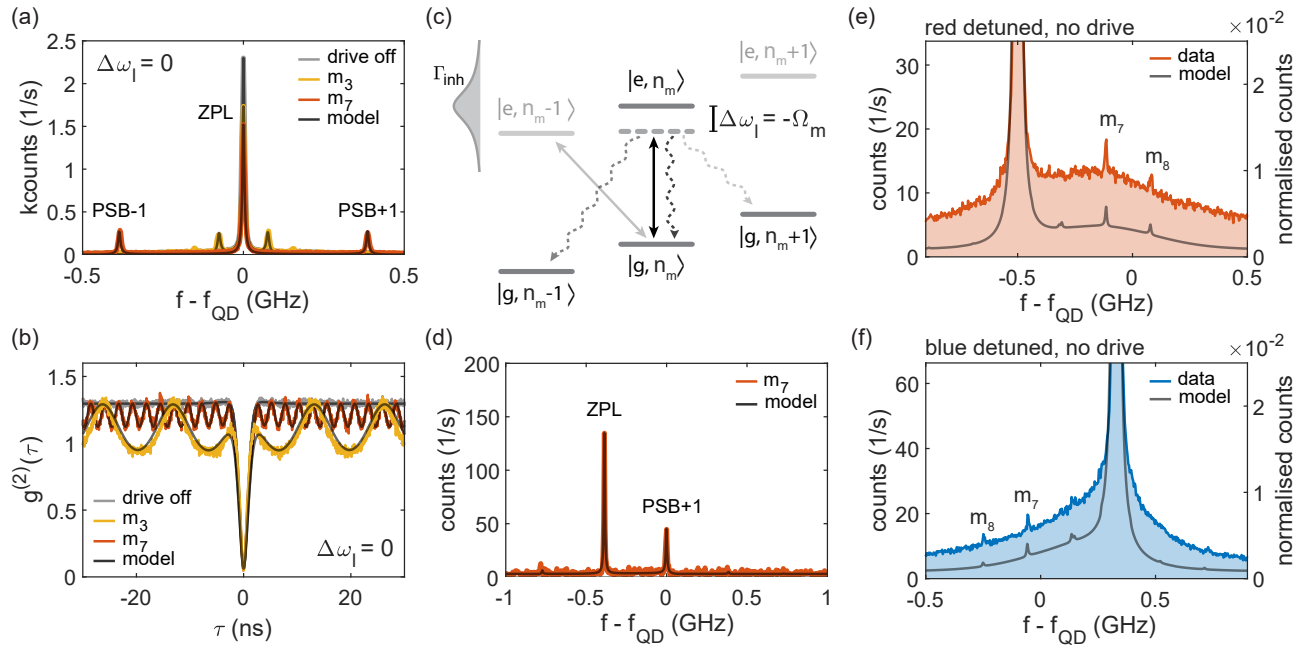 (a)
Δω_l = 0
drive off
m_3
m_7
model
ZPL
PSB-1
PSB+1
2.5
2
1.5
1
0.5
0
kcounts (1/s)
-0.5
0
0.5
f - f_QD (GHz)
(b)
1.5
1
0.5
0
g^(2)(τ)
drive off
m_3
m_7
model
Δω_l = 0
-20
0
20
τ (ns)
(c)
Γ_inh
|e, n_m+1⟩
|e, n_m⟩
|e, n_m-1⟩
Δω_l = -Ω_m
|g, n_m+1⟩
|g, n_m⟩
|g, n_m-1⟩
(d)
200
150
100
50
0
counts (1/s)
m_7
model
ZPL
PSB+1
-1
-0.5
0
0.5
1
f - f_QD (GHz)
(e)
red detuned, no drive
×10^-2
data
model
m_7
m_8
30
20
10
0
counts (1/s)
2
1
0
normalised counts
-0.5
0
0.5
f - f_QD (GHz)
(f)
blue detuned, no drive
×10^-2
data
model
m_7
m_8
60
40
20
0
counts (1/s)
2
1
0
normalised counts
0
0.5
f - f_QD (GHz)